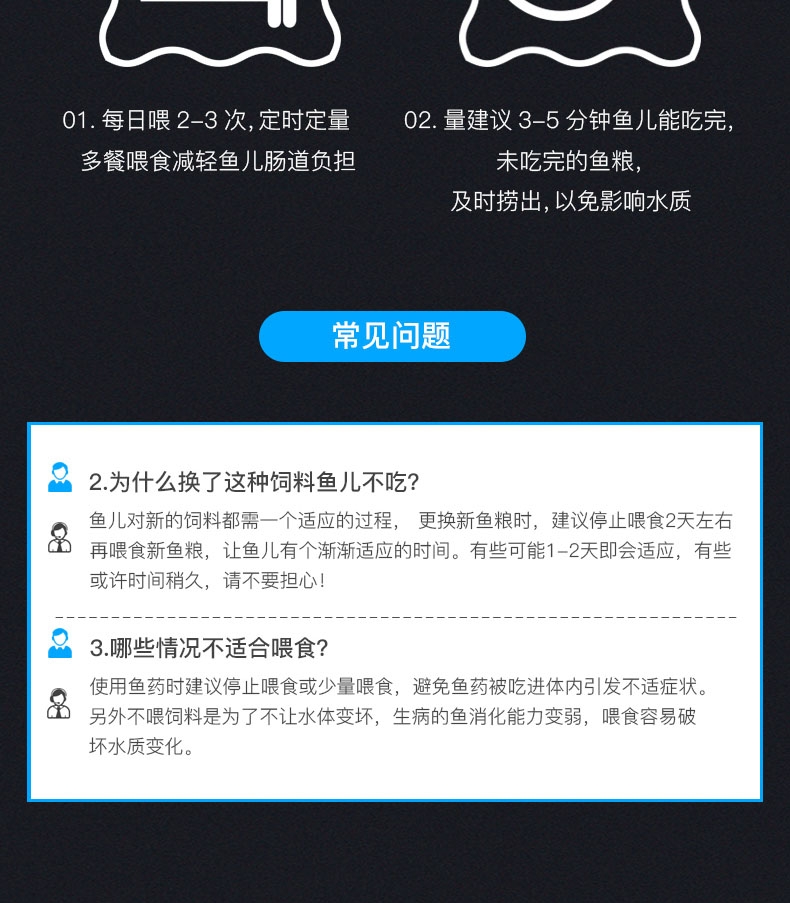 01. 每日喂 2-3 次, 定时定量
多餐喂食减轻鱼儿肠道负担
02. 量建议 3-5 分钟鱼儿能吃完,
未吃完的鱼粮,
及时捞出, 以免影响水质
常见问题
2.为什么换了这种饲料鱼儿不吃?
鱼儿对新的饲料都需一个适应的过程， 更换新鱼粮时，建议停止喂食2天左右
再喂食新鱼粮，让鱼儿有个渐渐适应的时间。有些可能1-2天即会适应，有些
或许时间稍久，请不要担心!
3.哪些情况不适合喂食?
使用鱼药时建议停止喂食或少量喂食，避免鱼药被吃进体内引发不适症状。
另外不喂饲料是为了不让水体变坏，生病的鱼消化能力变弱，喂食容易破
坏水质变化。